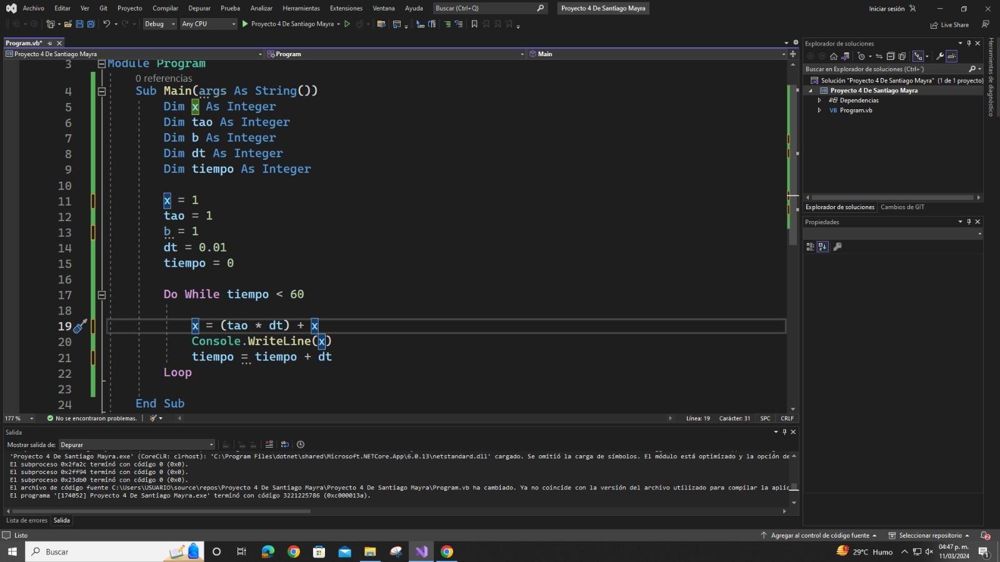 Archivo Editar Ver Git Proyecto Compilar Depurar Prueba Analizar Herramientas Extensiones Ventana Ayuda Buscar (Ctrl+Q) Proyecto 4 De Santiago Mayra Iniciar sesión
Debug Any CPU Proyecto 4 De Santiago Mayra Live Share
Program.vb*
Proyecto 4 De Santiago Mayra Program Main
3 Module Program
0 referencias
4 Sub Main(args As String())
5 Dim x As Integer
6 Dim tao As Integer
7 Dim b As Integer
8 Dim dt As Integer
9 Dim tiempo As Integer
10
11 x = 1
12 tao = 1
13 b = 1
14 dt = 0.01
15 tiempo = 0
16
17 Do While tiempo < 60
18
19 x = (tao * dt) + x
20 Console.WriteLine(x)
21 tiempo = tiempo + dt
22 Loop
23
24 End Sub
177 % No se encontraron problemas. Línea: 19 Carácter: 31 SPC CRLF
Salida
Mostrar salida de: Depurar
'Proyecto 4 De Santiago Mayra.exe' (CoreCLR: clrhost): 'C:\Program Files\dotnet\shared\Microsoft.NETCore.App\6.0.13\netstandard.dll' cargado. Se omitió la carga de símbolos. El módulo está optimizado y la opción de
El subproceso 0x2fa2c terminó con código 0 (0x0).
El subproceso 0x2ff94 terminó con código 0 (0x0).
El subproceso 0x23db0 terminó con código 0 (0x0).
El archivo de código fuente C:\Users\USUARIO\source\repos\Proyecto 4 De Santiago Mayra\Proyecto 4 De Santiago Mayra\Program.vb ha cambiado. Ya no coincide con la versión del archivo utilizado para compilar la aplic
El programa '[174052] Proyecto 4 De Santiago Mayra.exe' terminó con código 3221225786 (0xc000013a).
Lista de errores Salida
Explorador de soluciones
Buscar en Explorador de soluciones (Ctrl+´)
Solución "Proyecto 4 De Santiago Mayra" (1 de 1 proyecto)
VB Proyecto 4 De Santiago Mayra
Dependencias
VB Program.vb
Explorador de soluciones Cambios de GIT
Propiedades
Herramientas de diagnóstico
Listo Agregar al control de código fuente Seleccionar repositorio 2
Buscar 29°C Humo 04:47 p. m.
11/03/2024 1